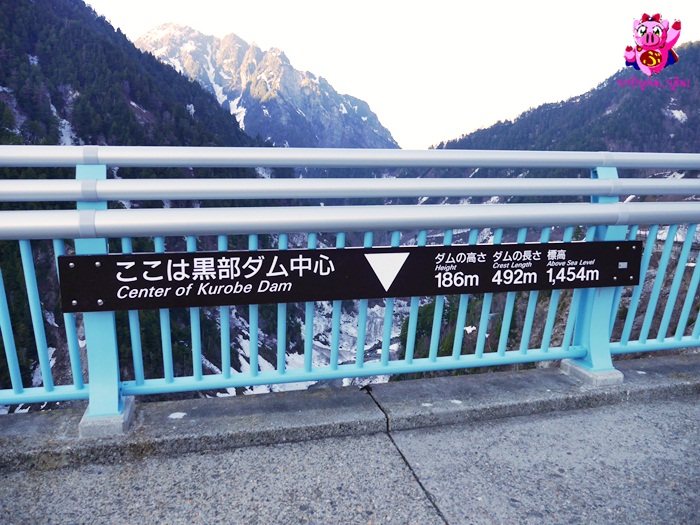 ここは黒部ダム中心
Center of Kurobe Dam
ダムの高さ ダムの長さ 標高
Height Crest Length Above Sea Level
186m 492m 1,454m